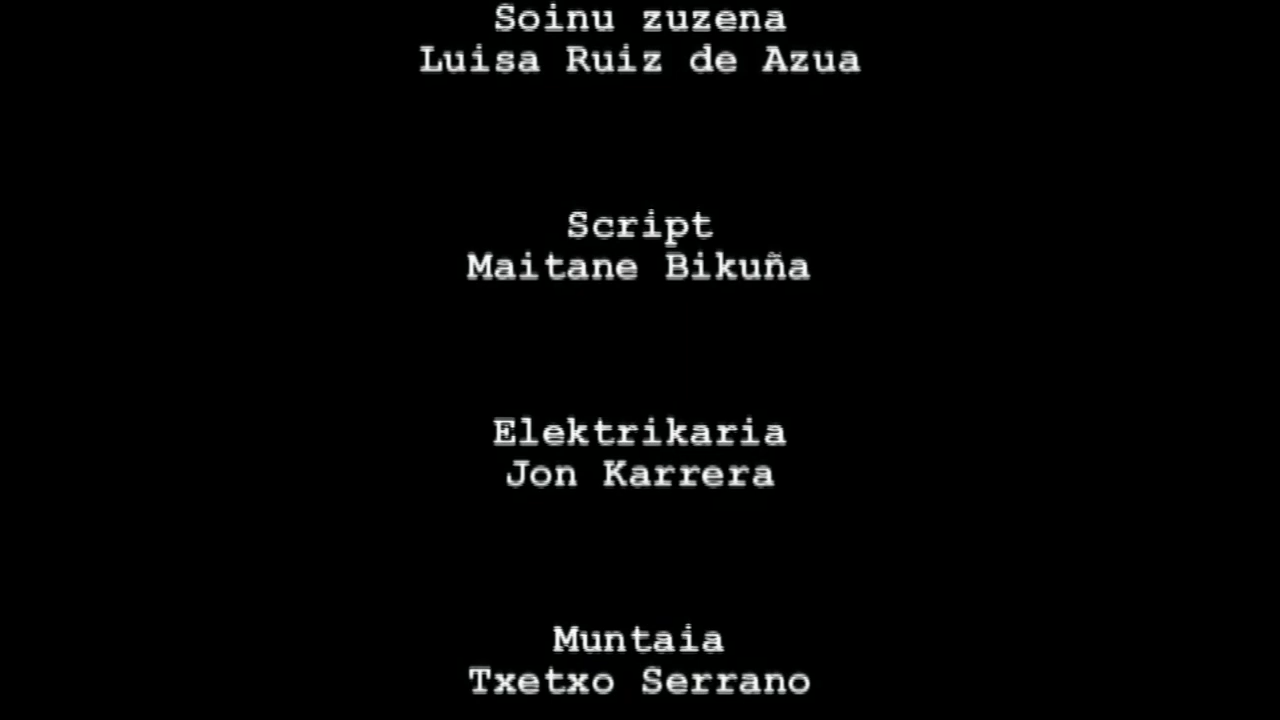 Soinu zuzena
Luisa Ruiz de Azua
Script
Maitane Bikuña
Elektrikaria
Jon Karrera
Muntaia
Txetxo Serrano